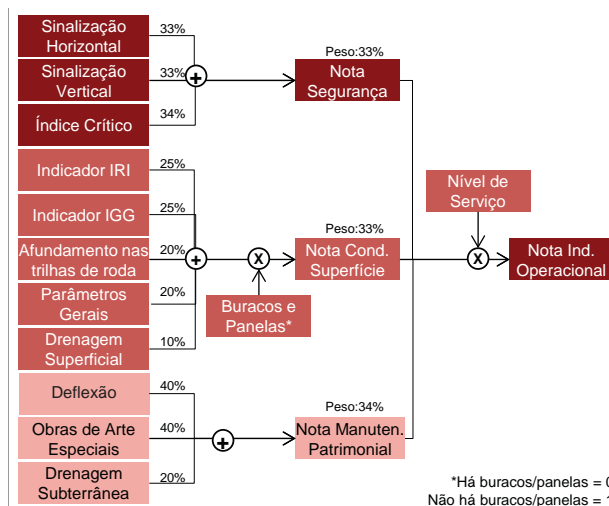 Sinalização
Horizontal
33%
Sinalização
Vertical
33%
Índice Crítico
34%
+
Peso:33%
Nota
Segurança
Indicador IRI
25%
Indicador IGG
25%
Afundamento nas
trilhas de roda
20%
Parâmetros
Gerais
20%
Drenagem
Superficial
10%
+
X
Buracos e
Panelas*
Peso:33%
Nota Cond.
Superfície
Nível de
Serviço
X
Nota Ind.
Operacional
Deflexão
40%
Obras de Arte
Especiais
40%
Drenagem
Subterrânea
20%
+
Peso:34%
Nota Manuten.
Patrimonial
*Há buracos/panelas = 0
Não há buracos/panelas = 1